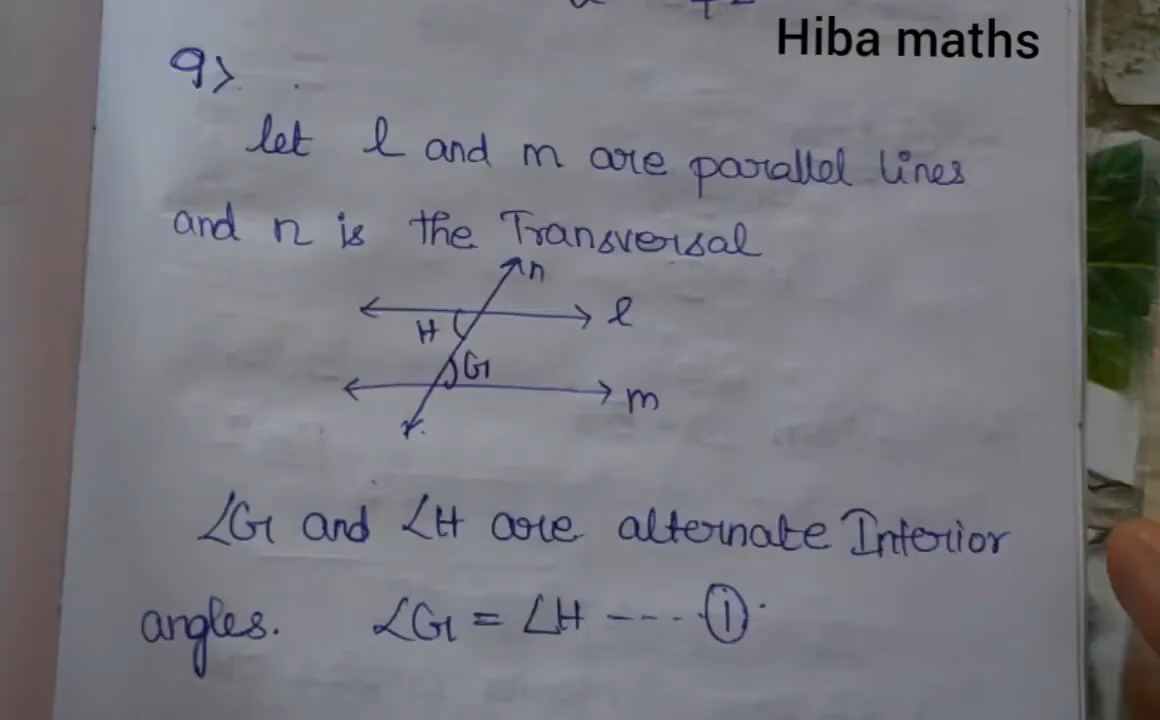 Hiba maths
9>
let l and m are parallel lines
and n is the Transversal
n
l
H
G
m
∠G and ∠H are alternate Interior
angles. ∠G = ∠H ---- ①